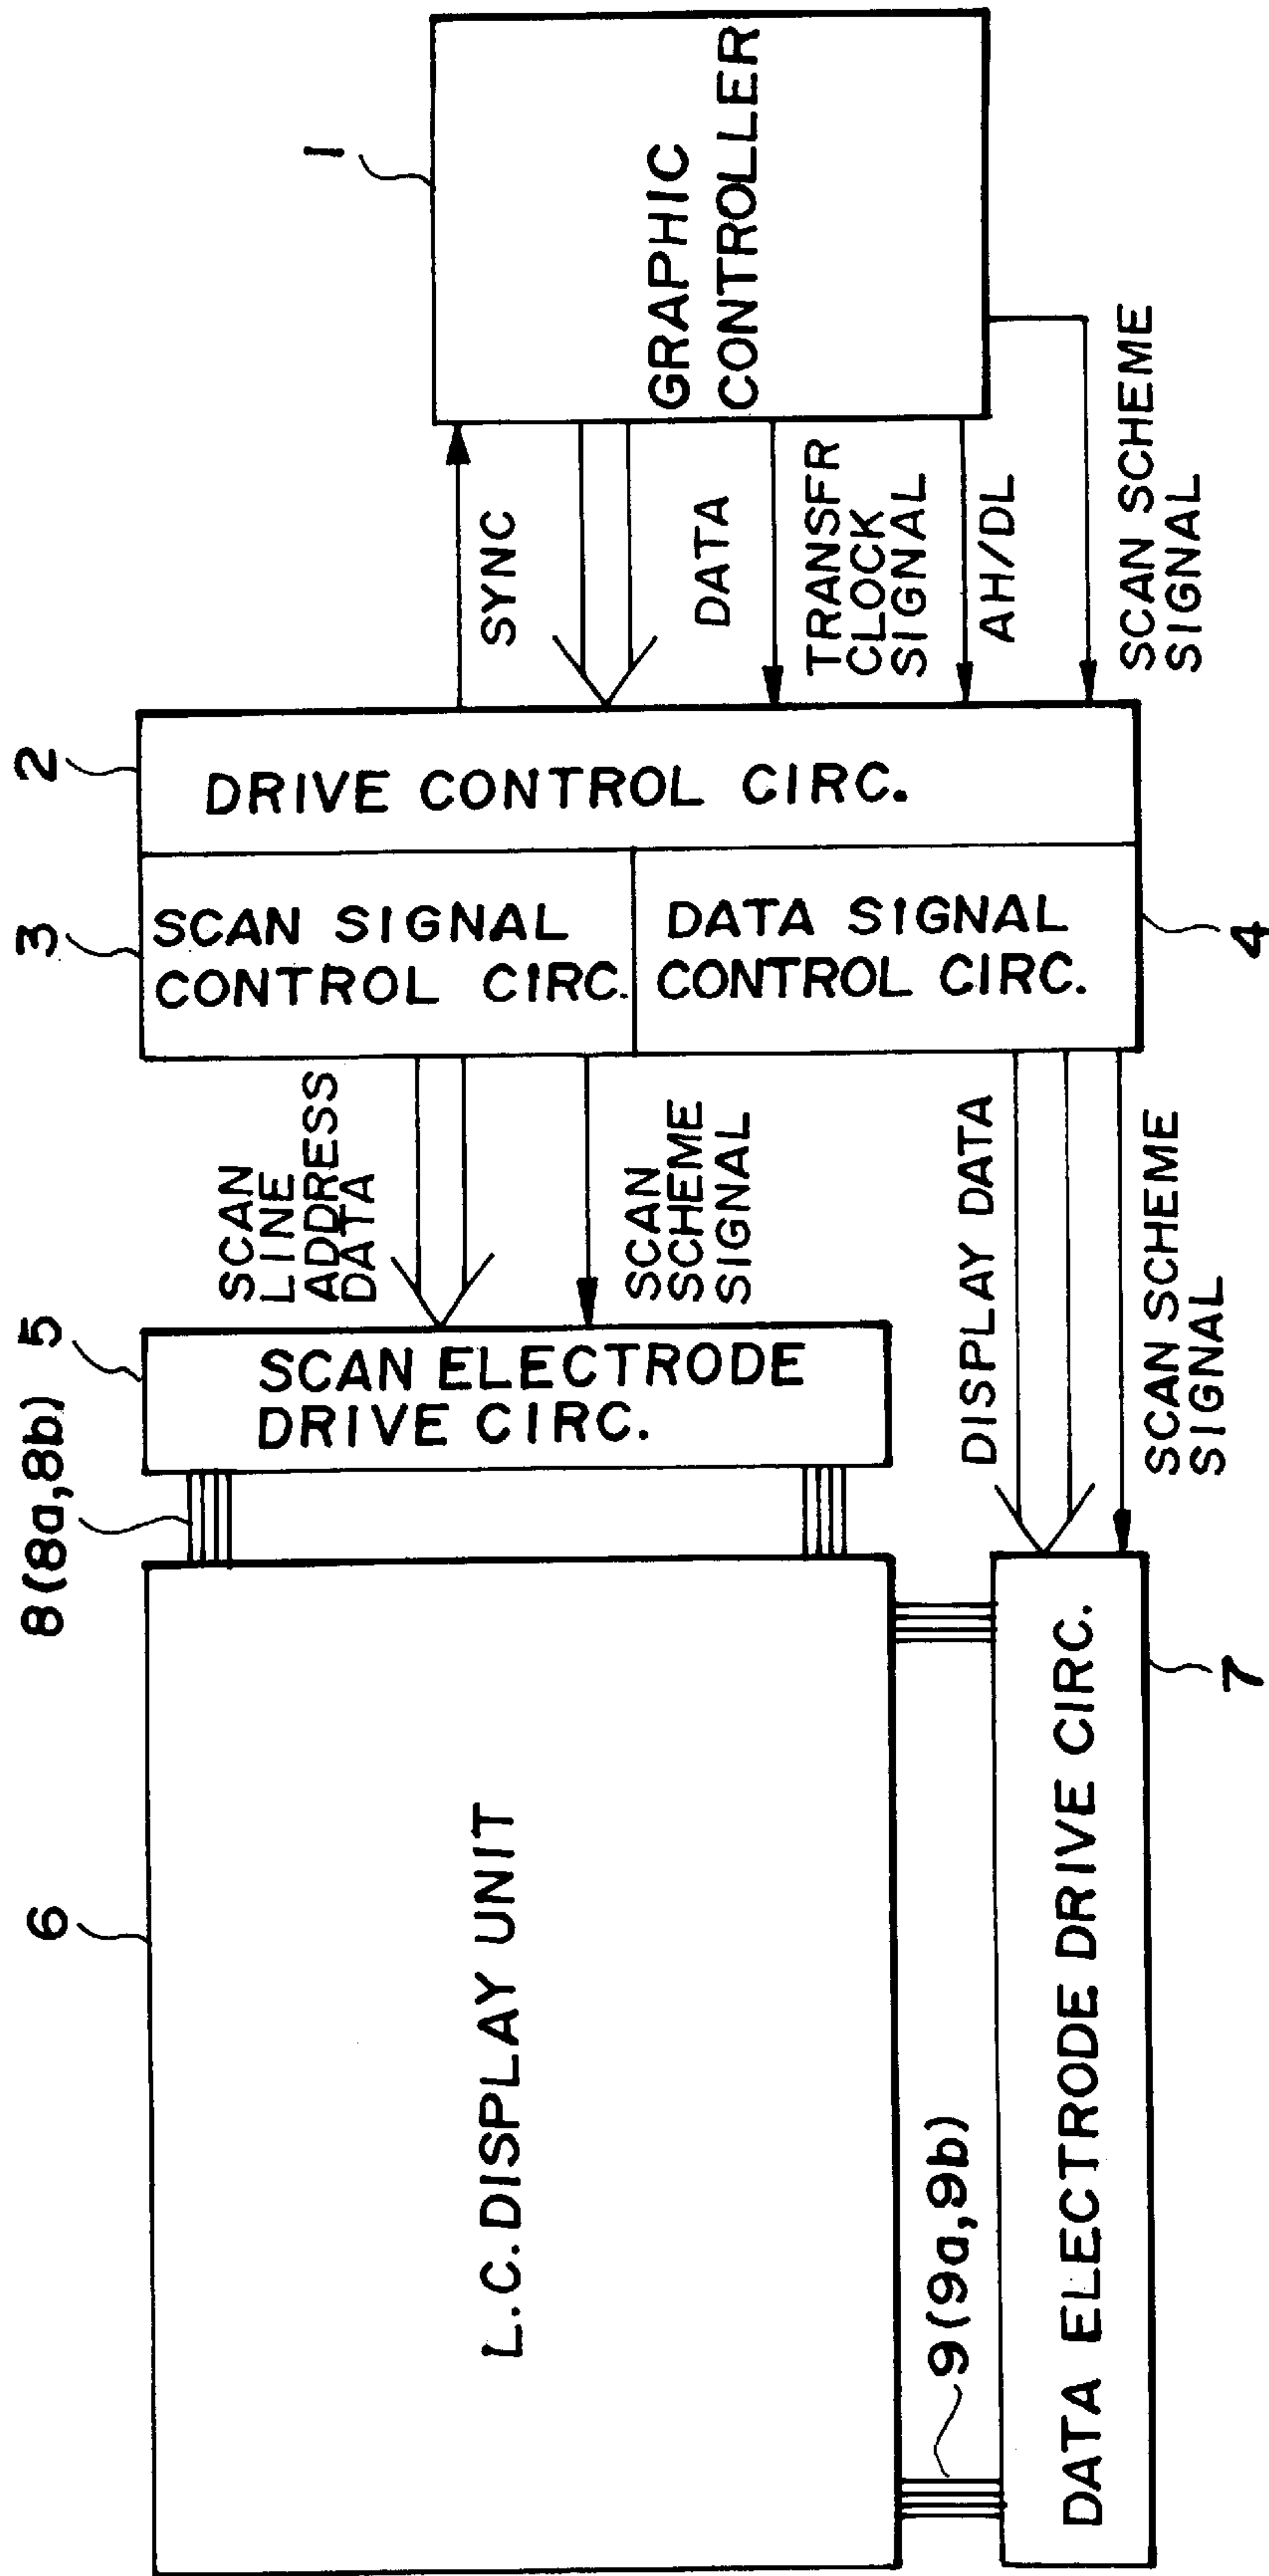 1
GRAPHIC
CONTROLLER
SYNC
DATA
TRANSFR
CLOCK
SIGNAL
AH/DL
SCAN SCHEME
SIGNAL
2
DRIVE CONTROL CIRC.
3
SCAN SIGNAL
CONTROL CIRC.
DATA SIGNAL
CONTROL CIRC.
4
SCAN
LINE
ADDRESS
DATA
SCAN
SCHEME
SIGNAL
DISPLAY DATA
SCAN SCHEME
SIGNAL
5
SCAN ELECTRODE
DRIVE CIRC.
8(8a,8b)
6
L.C.DISPLAY UNIT
9(9a,9b)
DATA ELECTRODE DRIVE CIRC.
7